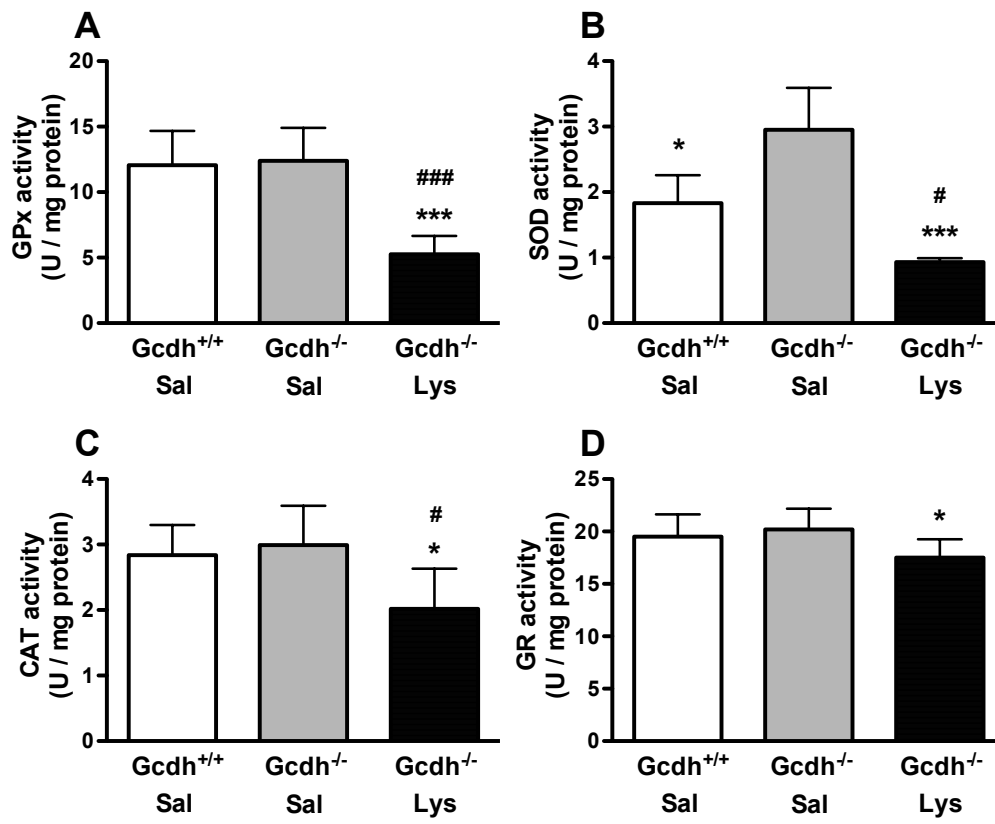 A
GPx activity
(U / mg protein)
20
15
10
5
0
###
***
Gcdh+/+ Gcdh-/- Gcdh-/-
Sal Sal Lys
B
SOD activity
(U / mg protein)
4
3
2
1
0
*
#
***
Gcdh+/+ Gcdh-/- Gcdh-/-
Sal Sal Lys
C
CAT activity
(U / mg protein)
4
3
2
1
0
#
*
Gcdh+/+ Gcdh-/- Gcdh-/-
Sal Sal Lys
D
GR activity
(U / mg protein)
25
20
15
10
5
0
*
Gcdh+/+ Gcdh-/- Gcdh-/-
Sal Sal Lys